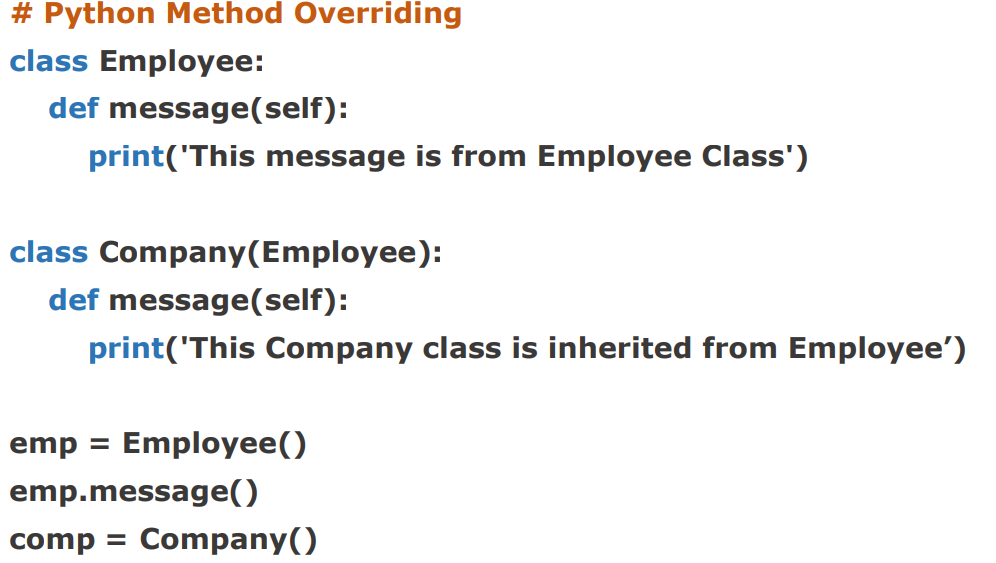 # Python Method Overriding
class Employee:
def message(self):
print('This message is from Employee Class')
class Company(Employee):
def message(self):
print('This Company class is inherited from Employee’)
emp = Employee()
emp.message()
comp = Company()